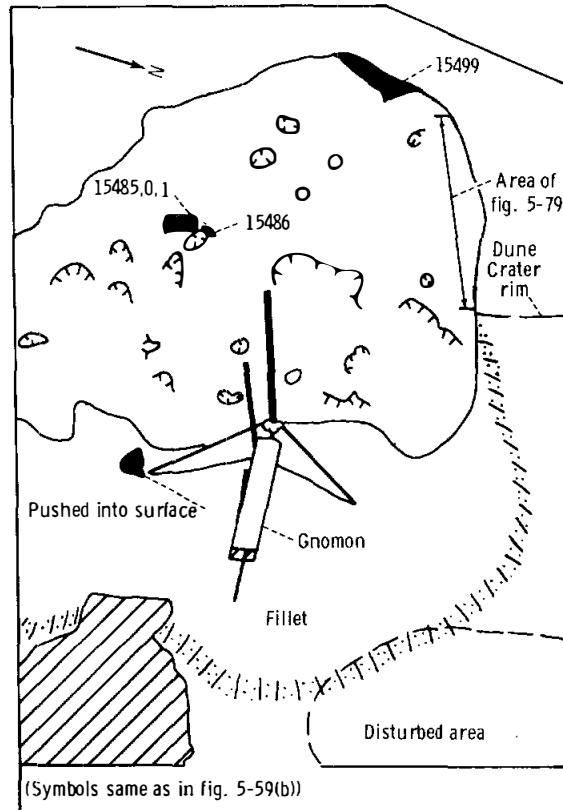 15499
N
15485,0,1
15486
Area of
fig. 5-79
Dune
Crater
rim
Pushed into surface
Gnomon
Fillet
Disturbed area
(Symbols same as in fig. 5-59(b))